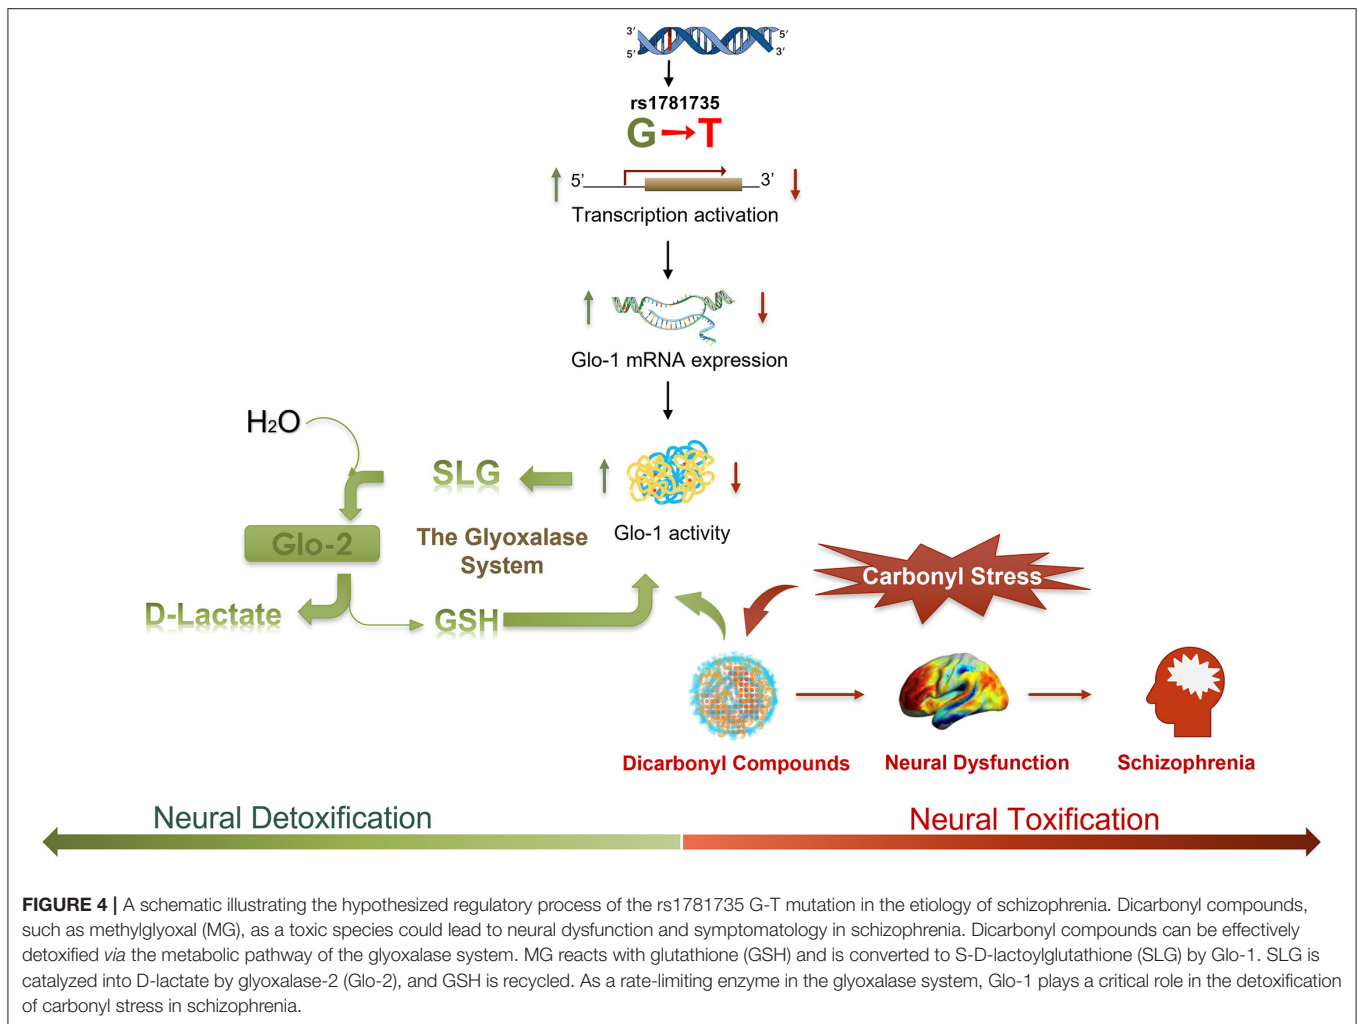 3’ 5’
5’ 3’
rs1781735
G T
5’ 3’
Transcription activation
Glo-1 mRNA expression
H₂O
SLG
Glo-1 activity
Glo-2
The Glyoxalase
System
Carbonyl Stress
D-Lactate
GSH
Dicarbonyl Compounds
Neural Dysfunction
Schizophrenia
Neural Detoxification
Neural Toxification
FIGURE 4 | A schematic illustrating the hypothesized regulatory process of the rs1781735 G-T mutation in the etiology of schizophrenia. Dicarbonyl compounds,
such as methylglyoxal (MG), as a toxic species could lead to neural dysfunction and symptomatology in schizophrenia. Dicarbonyl compounds can be effectively
detoxified via the metabolic pathway of the glyoxalase system. MG reacts with glutathione (GSH) and is converted to S-D-lactoylglutathione (SLG) by Glo-1. SLG is
catalyzed into D-lactate by glyoxalase-2 (Glo-2), and GSH is recycled. As a rate-limiting enzyme in the glyoxalase system, Glo-1 plays a critical role in the detoxification
of carbonyl stress in schizophrenia.